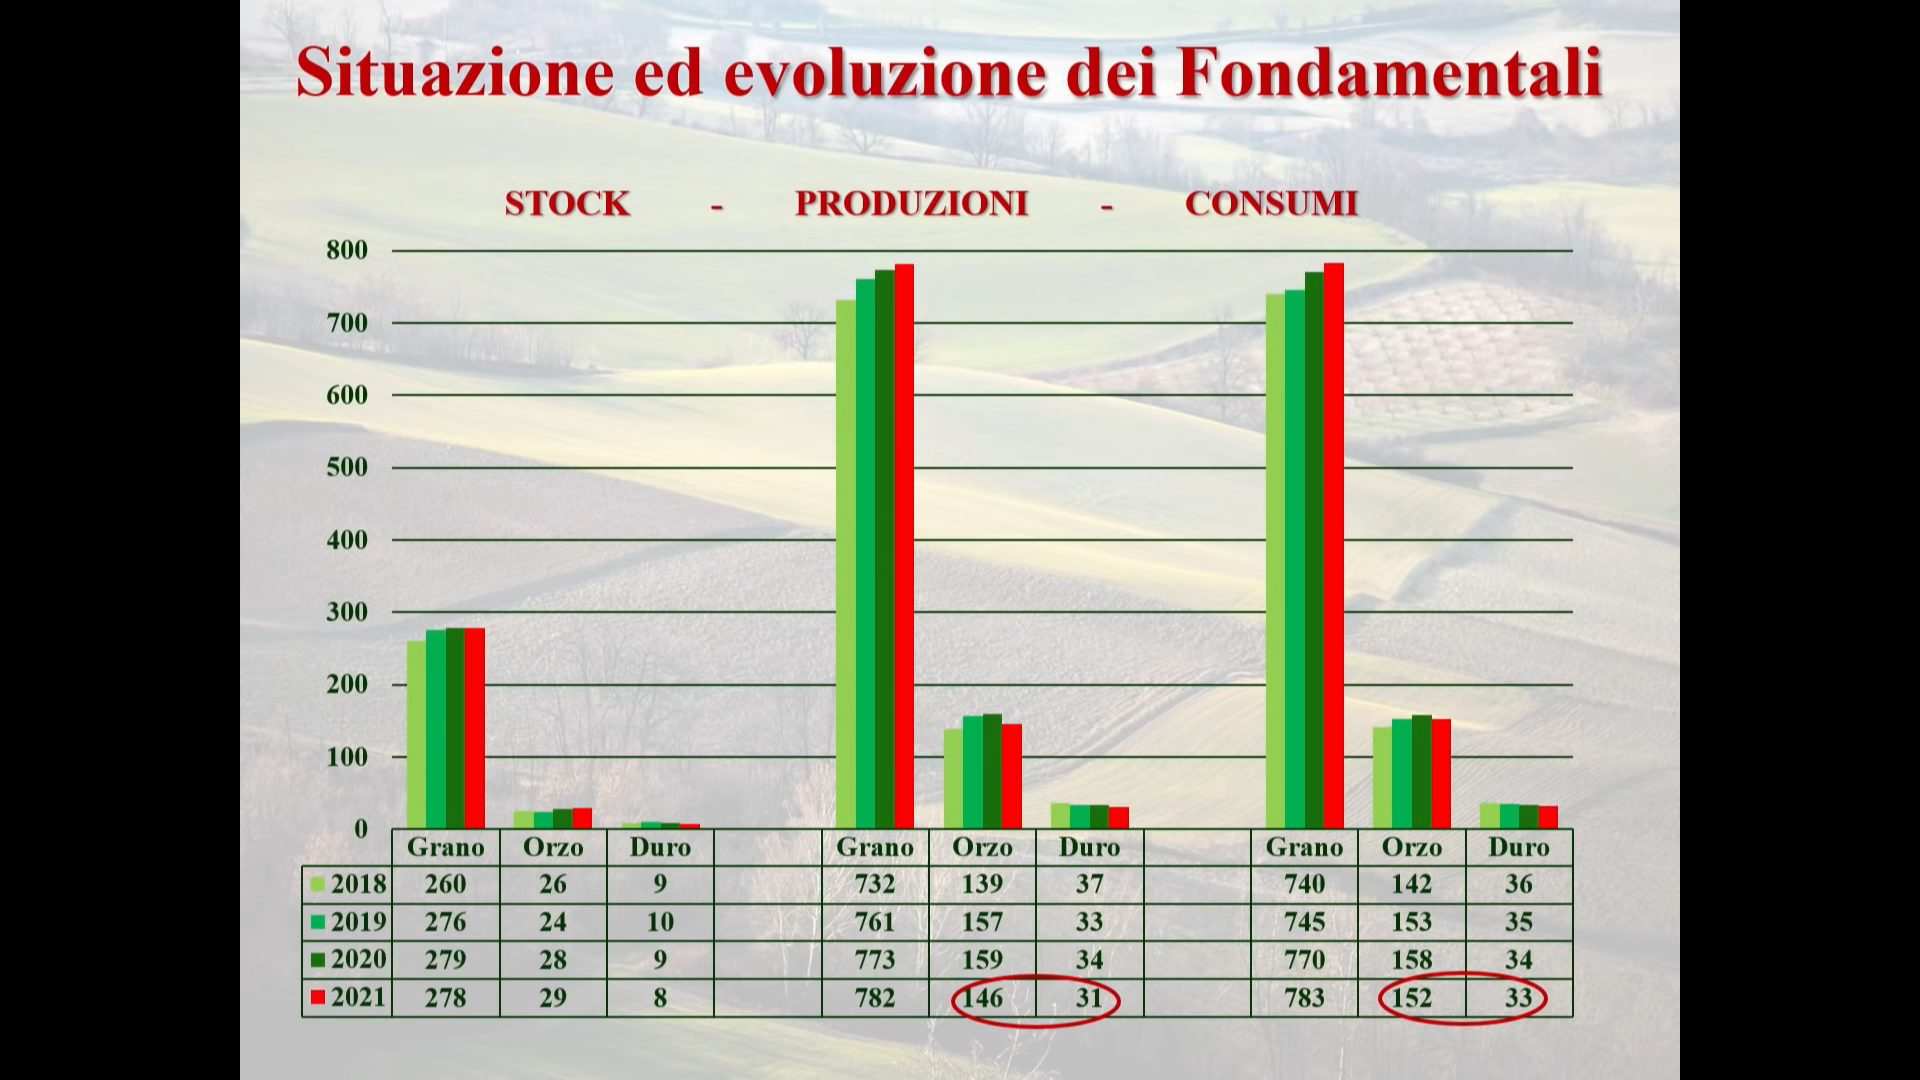 Situazione ed evoluzione dei Fondamentali
STOCK - PRODUZIONI - CONSUMI
800
700
600
500
400
300
200
100
0
Grano Orzo Duro Grano Orzo Duro Grano Orzo Duro
2018 260 26 9 732 139 37 740 142 36
2019 276 24 10 761 157 33 745 153 35
2020 279 28 9 773 159 34 770 158 34
2021 278 29 8 782 146 31 783 152 33